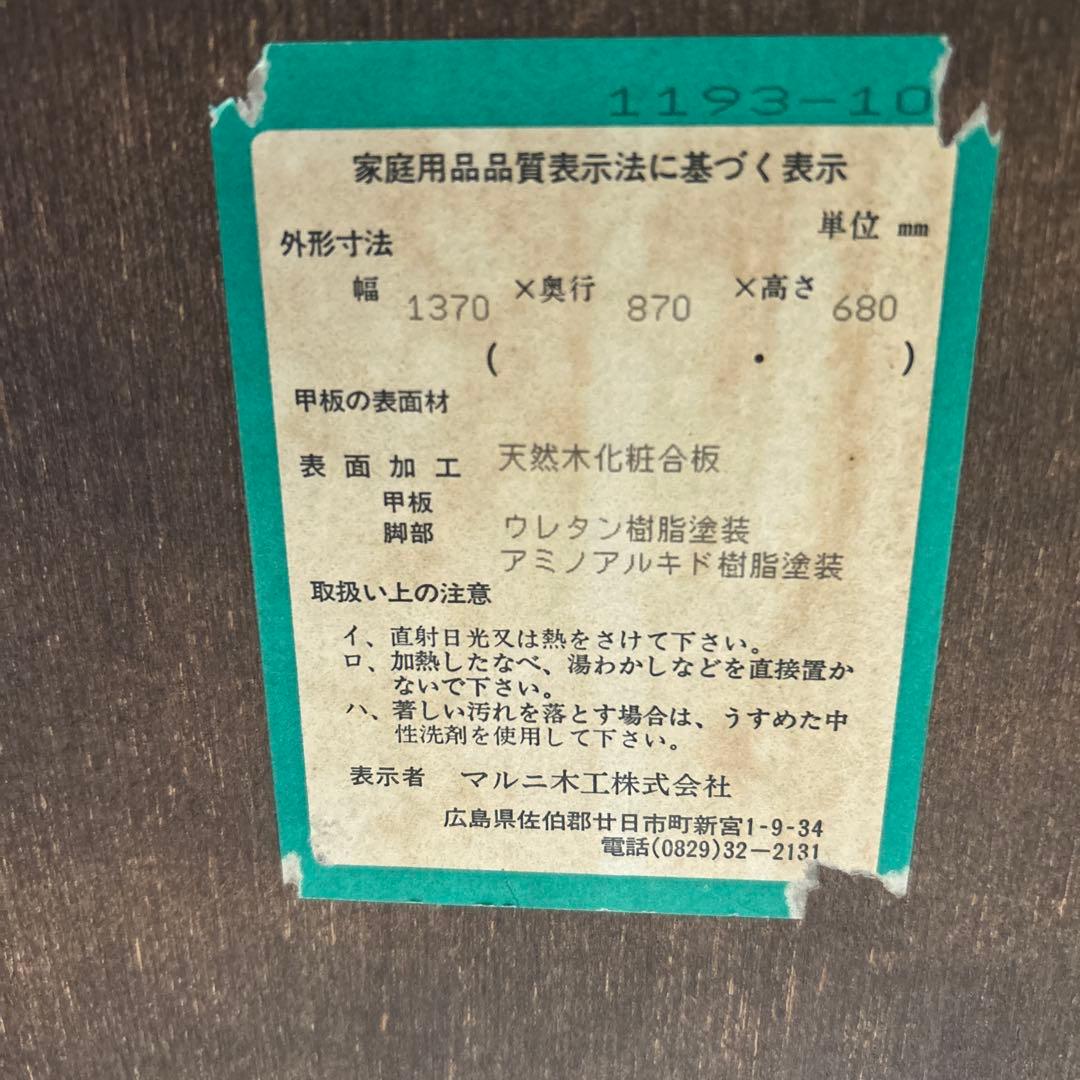 1193-10
家庭用品品質表示法に基づく表示
単位 mm
外形寸法
幅 1370 ×奥行 870 ×高さ 680
( ・ )
甲板の表面材
表面加工 天然木化粧合板
甲板
脚部 ウレタン樹脂塗装
アミノアルキド樹脂塗装
取扱い上の注意
イ、直射日光又は熱をさけて下さい。
ロ、加熱したなべ、湯わかしなどを直接置か
ないで下さい。
ハ、著しい汚れを落とす場合は、うすめた中
性洗剤を使用して下さい。
表示者 マルニ木工株式会社
広島県佐伯郡廿日市町新宮1-9-34
電話(0829)32-2131